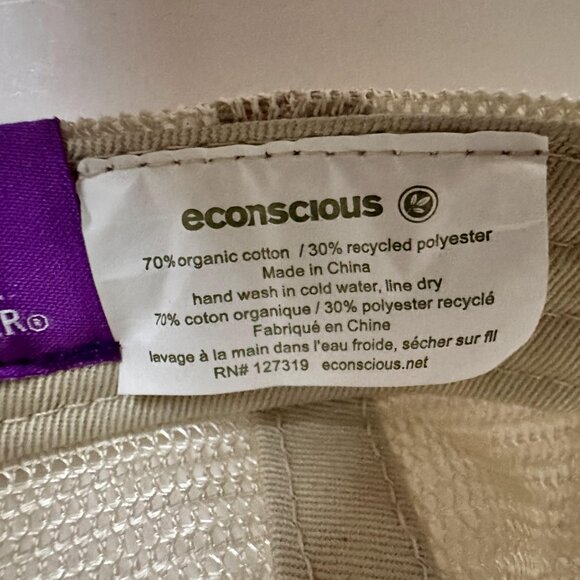 econscious
70% organic cotton / 30% recycled polyester
Made in China
hand wash in cold water, line dry
70% coton organique / 30% polyester recyclé
Fabriqué en Chine
lavage à la main dans l'eau froide, sécher sur fil
RN# 127319 econscious.net
R®